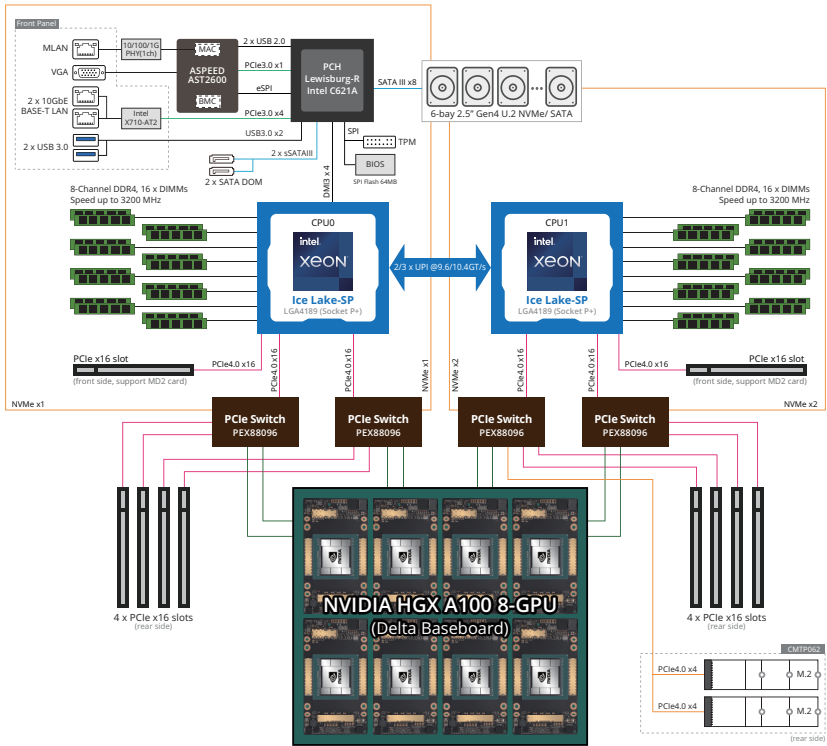 Front Panel
MLAN
10/100/1G
PHY(1ch)
MAC
2 x USB 2.0
VGA
ASPEED
AST2600
PCIe3.0 x1
PCH
Lewisburg-R
Intel C621A
SATA III x8
eSPI
BMC
2 x 10GbE
BASE-T LAN
Intel
X710-AT2
PCIe3.0 x4
6-bay 2.5" Gen4 U.2 NVMe/ SATA
USB3.0 x2
2 x USB 3.0
SPI
TPM
2 x sSATAIII
BIOS
SPI Flash 64MB
2 x SATA DOM
DMI3 x 4
8-Channel DDR4, 16 x DIMMs
Speed up to 3200 MHz
8-Channel DDR4, 16 x DIMMs
Speed up to 3200 MHz
CPU0
intel.
XEON
Ice Lake-SP
LGA4189 (Socket P+)
2/3 x UPI @9.6/10.4GT/s
CPU1
intel.
XEON
Ice Lake-SP
LGA4189 (Socket P+)
PCIe x16 slot
(front side, support MD2 card)
PCIe4.0 x16
PCIe4.0 x16
PCIe4.0 x16
NVMe x1
NVMe x2
PCIe4.0 x16
PCIe4.0 x16
PCIe4.0 x16
PCIe x16 slot
(front side, support MD2 card)
NVMe x1
NVMe x2
PCIe Switch
PEX88096
PCIe Switch
PEX88096
PCIe Switch
PEX88096
PCIe Switch
PEX88096
NVIDIA
NVIDIA
NVIDIA
NVIDIA
NVIDIA HGX A100 8-GPU
(Delta Baseboard)
NVIDIA
NVIDIA
NVIDIA
NVIDIA
4 x PCIe x16 slots
(rear side)
4 x PCIe x16 slots
(rear side)
CMTP062
PCIe4.0 x4
M.2
PCIe4.0 x4
M.2
(rear side)